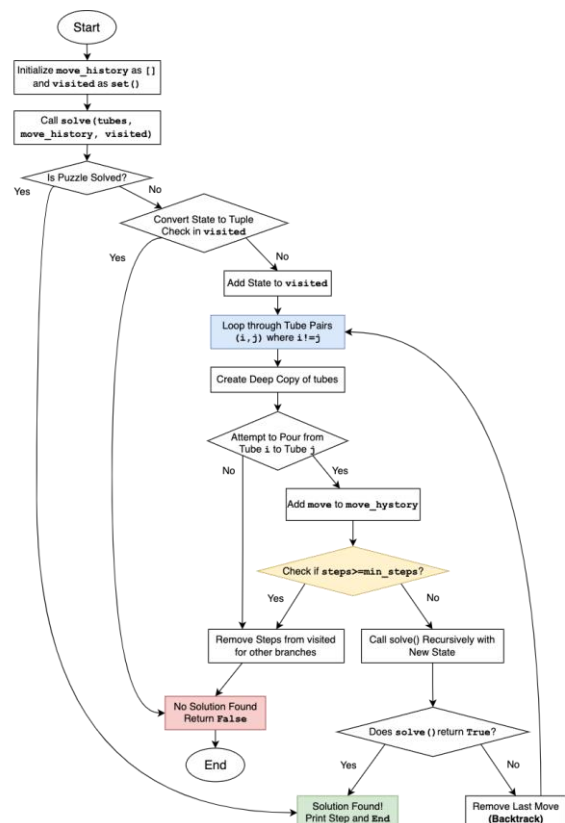 Start
Initialize move_history as []
and visited as set()
Call solve(tubes,
move_history, visited)
Is Puzzle Solved?
Yes
No
Convert State to Tuple
Check in visited
Yes
No
Add State to visited
Loop through Tube Pairs
(i,j) where i!=j
Create Deep Copy of tubes
Attempt to Pour from
Tube i to Tube j
No
Yes
Add move to move_hystory
Check if steps>=min_steps?
Yes
No
Remove Steps from visited
for other branches
Call solve() Recursively with
New State
No Solution Found
Return False
Does solve() return True?
End
Yes
No
Solution Found!
Print Step and End
Remove Last Move
(Backtrack)